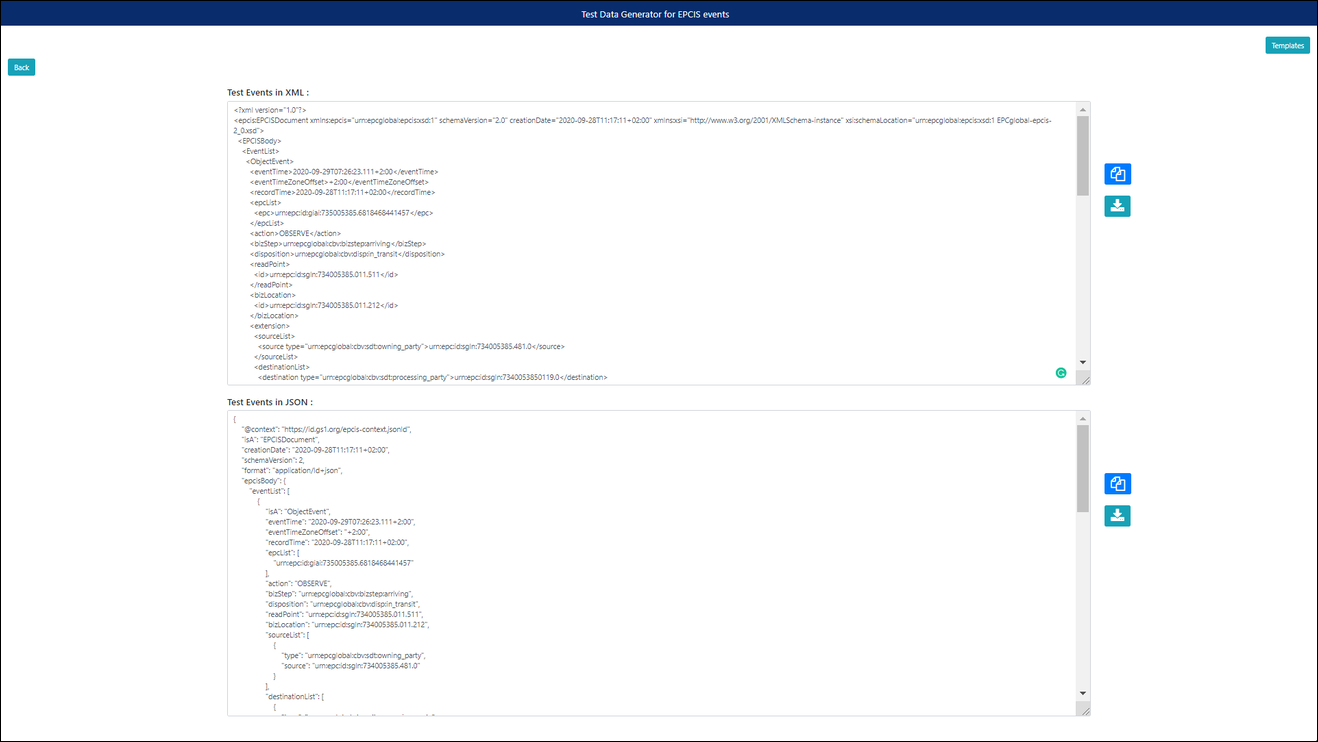 Test Data Generator for EPCIS events
Templates
Back
Test Events in XML :
<?xml version="1.0"?>
<epcis:EPCISDocument xmlns:epcis="urn:epcglobal:epcis:xsd:1" schemaVersion="2.0" creationDate="2020-09-28T11:17:11+02:00" xmlns:xsi="http://www.w3.org/2001/XMLSchema-instance" xsi:schemaLocation="urn:epcglobal:epcis:xsd:1 EPCglobal-epcis-
2_0.xsd">
<EPCISBody>
<EventList>
<ObjectEvent>
<eventTime>2020-09-29T07:26:23.111+2:00</eventTime>
<eventTimeZoneOffset>+2:00</eventTimeZoneOffset>
<recordTime>2020-09-28T11:17:11+02:00</recordTime>
<epcList>
<epc>urn:epc:id:giai:735005385.6818468441457</epc>
</epcList>
<action>OBSERVE</action>
<bizStep>urn:epcglobal:cbv:bizstep:arriving</bizStep>
<disposition>urn:epcglobal:cbv:disp:in_transit</disposition>
<readPoint>
<id>urn:epc:id:sgln:734005385.011.511</id>
</readPoint>
<bizLocation>
<id>urn:epc:id:sgln:734005385.011.212</id>
</bizLocation>
<extension>
<sourceList>
<source type="urn:epcglobal:cbv:sdt:owning_party">urn:epc:id:sgln:734005385.481.0</source>
</sourceList>
<destinationList>
<destination type="urn:epcglobal:cbv:sdt:processing_party">urn:epc:id:sgln:7340053850119.0</destination>
Test Events in JSON :
{
"@context": "https://id.gs1.org/epcis-context.jsonld",
"isA": "EPCISDocument",
"creationDate": "2020-09-28T11:17:11+02:00",
"schemaVersion": 2,
"format": "application/ld+json",
"epcisBody": {
"eventList": [
{
"isA": "ObjectEvent",
"eventTime": "2020-09-29T07:26:23.111+2:00",
"eventTimeZoneOffset": "+2:00",
"recordTime": "2020-09-28T11:17:11+02:00",
"epcList": [
"urn:epc:id:giai:735005385.6818468441457"
],
"action": "OBSERVE",
"bizStep": "urn:epcglobal:cbv:bizstep:arriving",
"disposition": "urn:epcglobal:cbv:disp:in_transit",
"readPoint": "urn:epc:id:sgln:734005385.011.511",
"bizLocation": "urn:epc:id:sgln:734005385.011.212",
"sourceList": [
{
"type": "urn:epcglobal:cbv:sdt:owning_party",
"source": "urn:epc:id:sgln:734005385.481.0"
}
],
"destinationList": [
{